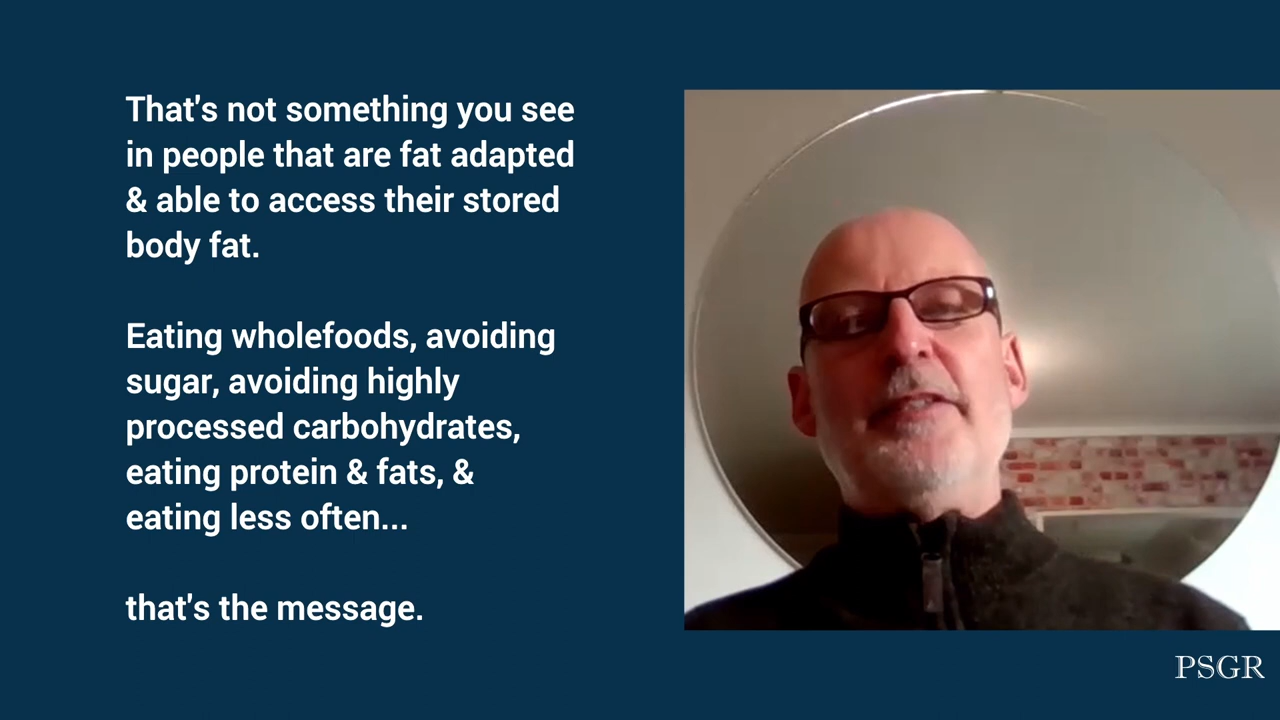 That's not something you see
in people that are fat adapted
& able to access their stored
body fat.
Eating wholefoods, avoiding
sugar, avoiding highly
processed carbohydrates,
eating protein & fats, &
eating less often...
that's the message.
PSGR